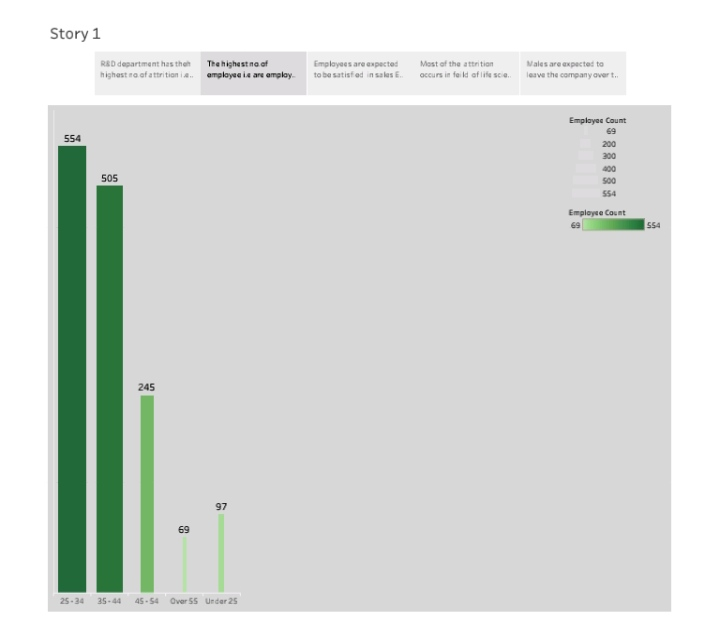 Story 1
R&D department has theh
highest no.of attrition i.e..
The highest no.of
employee i.e are employ..
Employees are expected
to be satisfied in sales E..
Most of the attrition
occurs in feild of life scie..
Males are expected to
leave the company over t..
Employee Count
69
200
300
400
500
554
Employee Count
69 554
554
505
245
69
97
25 - 34 35 - 44 45 - 54 Over 55 Under 25